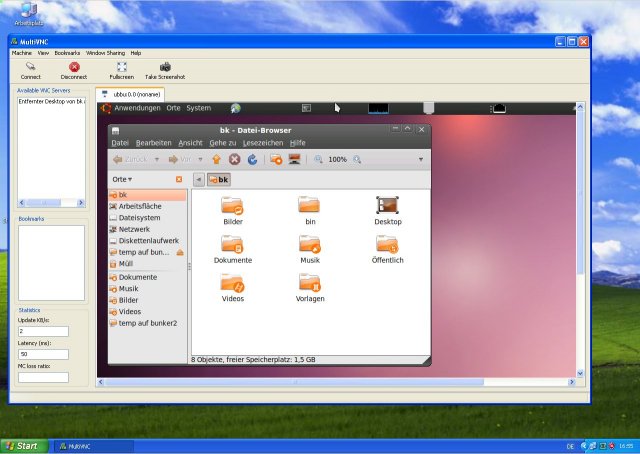 Arbeitsplatz
MultiVNC
Machine View Bookmarks Window Sharing Help
Connect Disconnect Fullscreen Take Screenshot
Available VNC Servers
Entfernter Desktop von bk
ubbu:0.0 (noname)
Anwendungen Orte System
bk - Datei-Browser
Datei Bearbeiten Ansicht Gehe zu Lesezeichen Hilfe
Zurück Vor 100%
Orte
bk
bk
Arbeitsfläche
Dateisystem
Netzwerk
Diskettenlaufwerk
temp auf bun...
Müll
Dokumente
Musik
Bilder
Videos
temp auf bunker2
Bilder bin Desktop
Dokumente Musik Öffentlich
Videos Vorlagen
8 Objekte, freier Speicherplatz: 1,5 GB
Bookmarks
Statistics
Update KB/s:
2
Latency (ms):
50
MC loss ratio:
Start MultiVNC DE 16:55